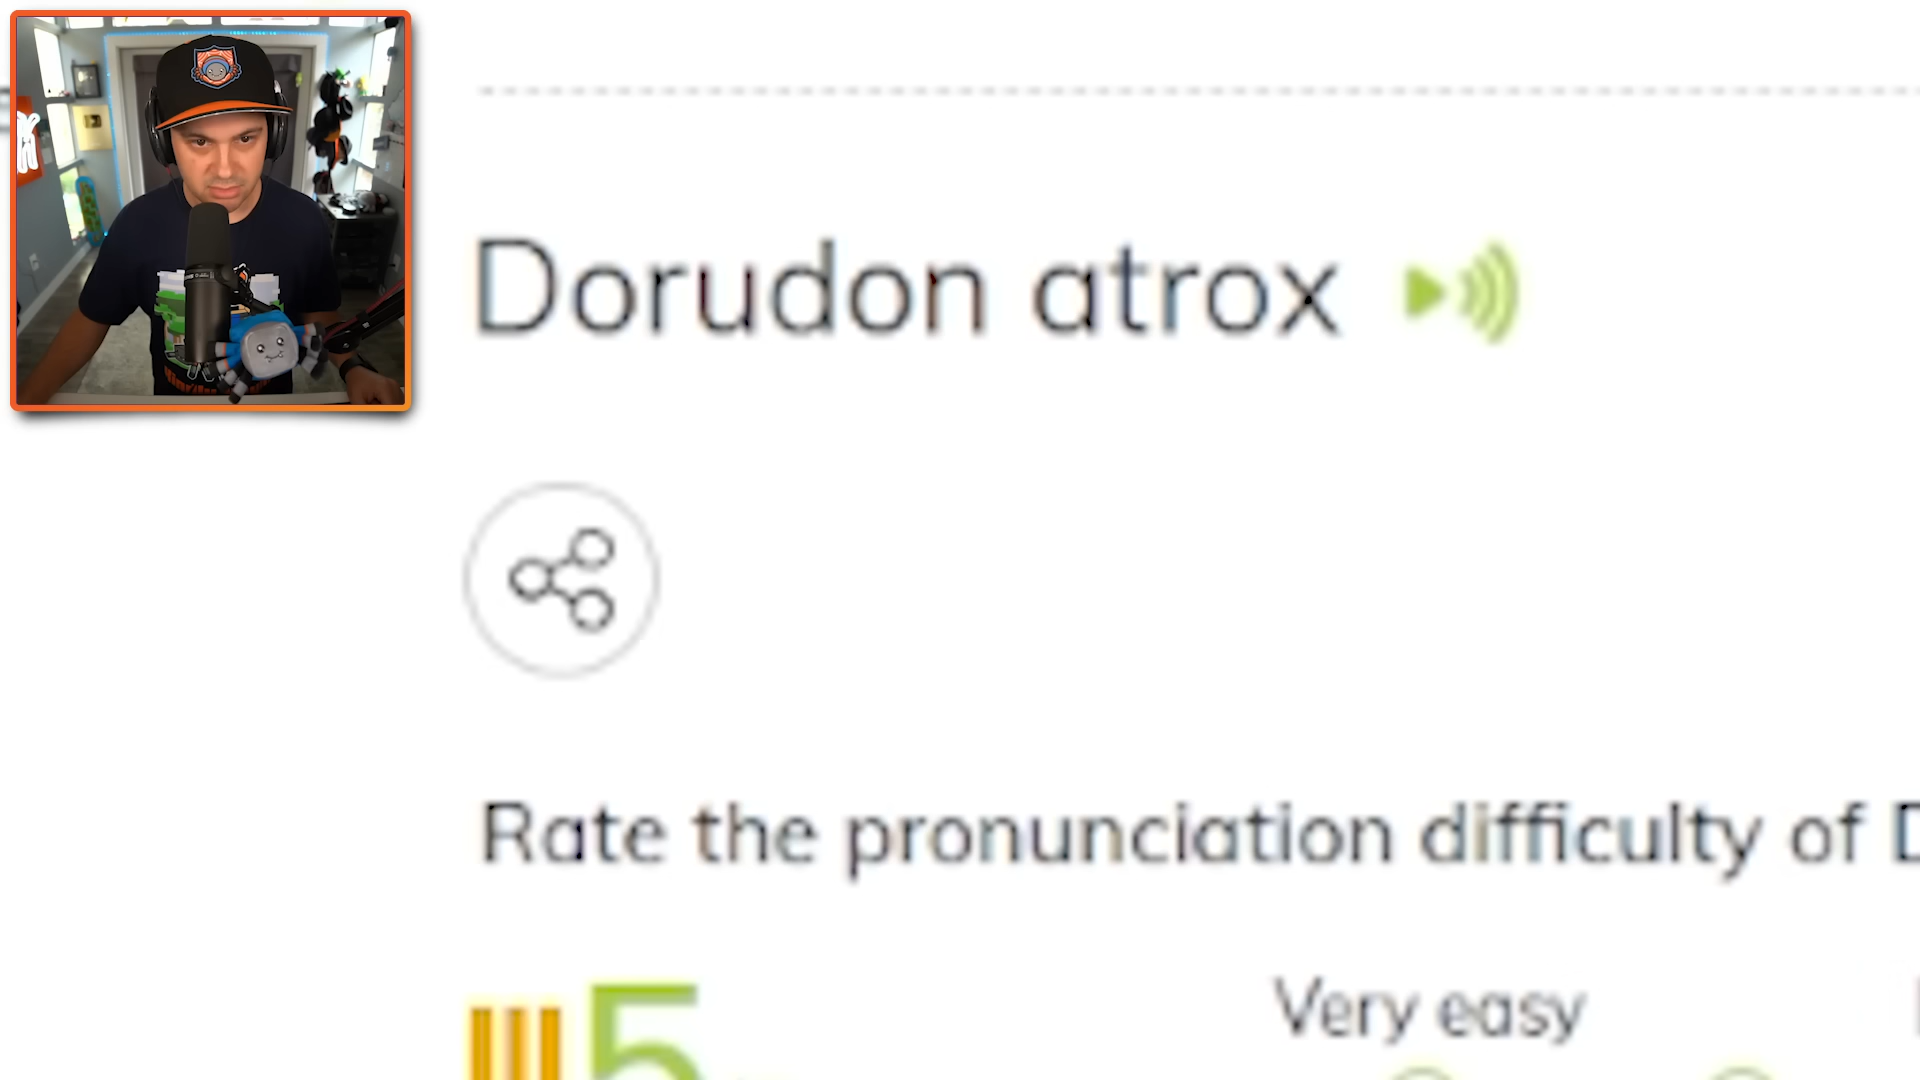 Dorudon atrox
Rate the pronunciation difficulty of D
5
Very easy